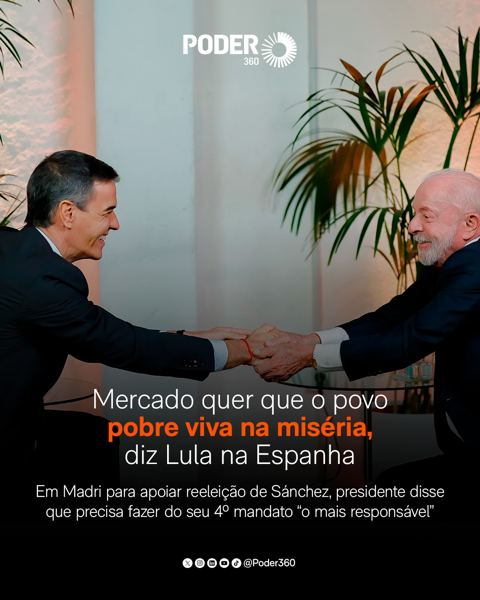 PODER
360
Mercado quer que o povo
pobre viva na miséria,
diz Lula na Espanha
Em Madri para apoiar reeleição de Sánchez, presidente disse
que precisa fazer do seu 4º mandato “o mais responsável”
@Poder360